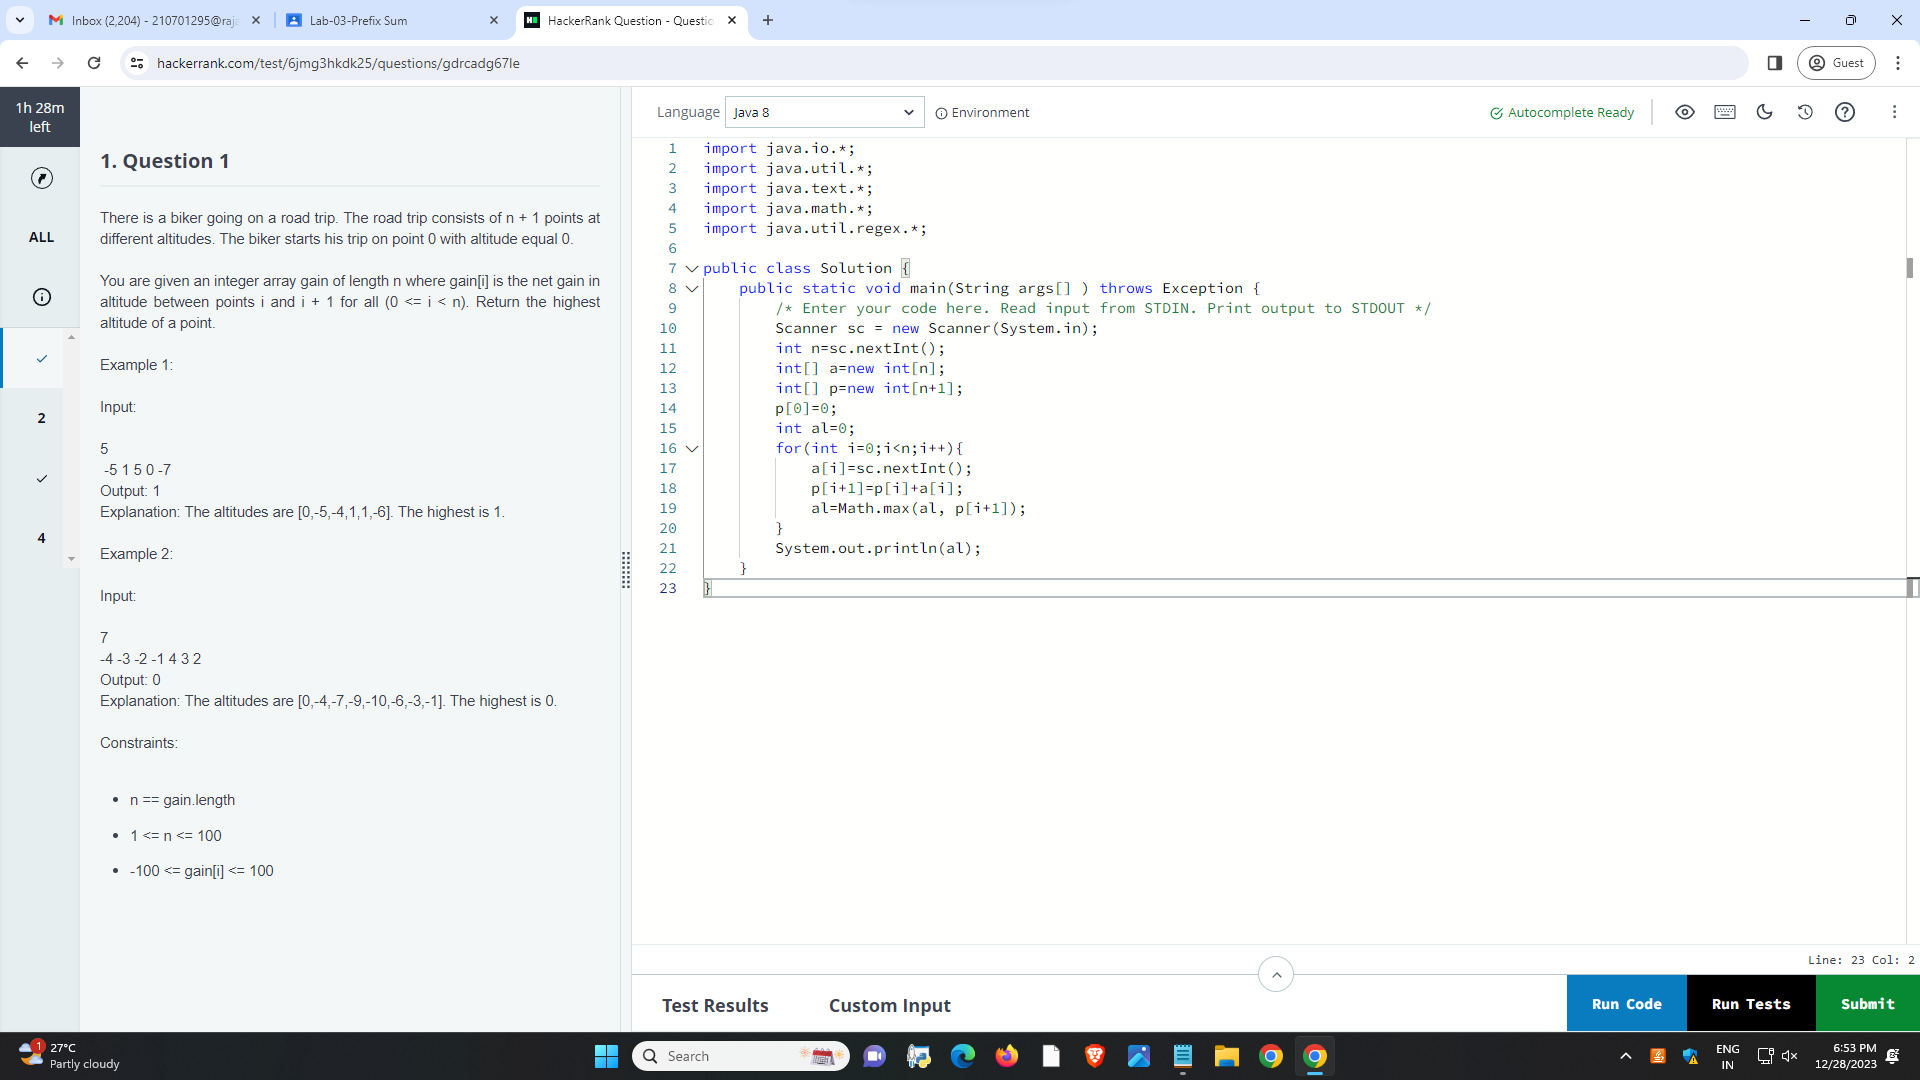 Inbox (2,204) - 210701295@raja
Lab-03-Prefix Sum
HackerRank Question - Questio
hackerrank.com/test/6jmg3hkdk25/questions/gdrcadg67le
Guest
1h 28m
left
ALL
2
4
1. Question 1
There is a biker going on a road trip. The road trip consists of n + 1 points at
different altitudes. The biker starts his trip on point 0 with altitude equal 0.
You are given an integer array gain of length n where gain[i] is the net gain in
altitude between points i and i + 1 for all (0 <= i < n). Return the highest
altitude of a point.
Example 1:
Input:
5
-5 1 5 0 -7
Output: 1
Explanation: The altitudes are [0,-5,-4,1,1,-6]. The highest is 1.
Example 2:
Input:
7
-4 -3 -2 -1 4 3 2
Output: 0
Explanation: The altitudes are [0,-4,-7,-9,-10,-6,-3,-1]. The highest is 0.
Constraints:
• n == gain.length
• 1 <= n <= 100
• -100 <= gain[i] <= 100
Language Java 8 Environment Autocomplete Ready
1 import java.io.*;
2 import java.util.*;
3 import java.text.*;
4 import java.math.*;
5 import java.util.regex.*;
6
7 public class Solution {
8 public static void main(String args[] ) throws Exception {
9 /* Enter your code here. Read input from STDIN. Print output to STDOUT */
10 Scanner sc = new Scanner(System.in);
11 int n=sc.nextInt();
12 int[] a=new int[n];
13 int[] p=new int[n+1];
14 p[0]=0;
15 int al=0;
16 for(int i=0;i<n;i++){
17 a[i]=sc.nextInt();
18 p[i+1]=p[i]+a[i];
19 al=Math.max(al, p[i+1]);
20 }
21 System.out.println(al);
22 }
23 }
Line: 23 Col: 2
Test Results Custom Input Run Code Run Tests Submit
1
27°C
Partly cloudy
Search
ENG
IN
6:53 PM
12/28/2023